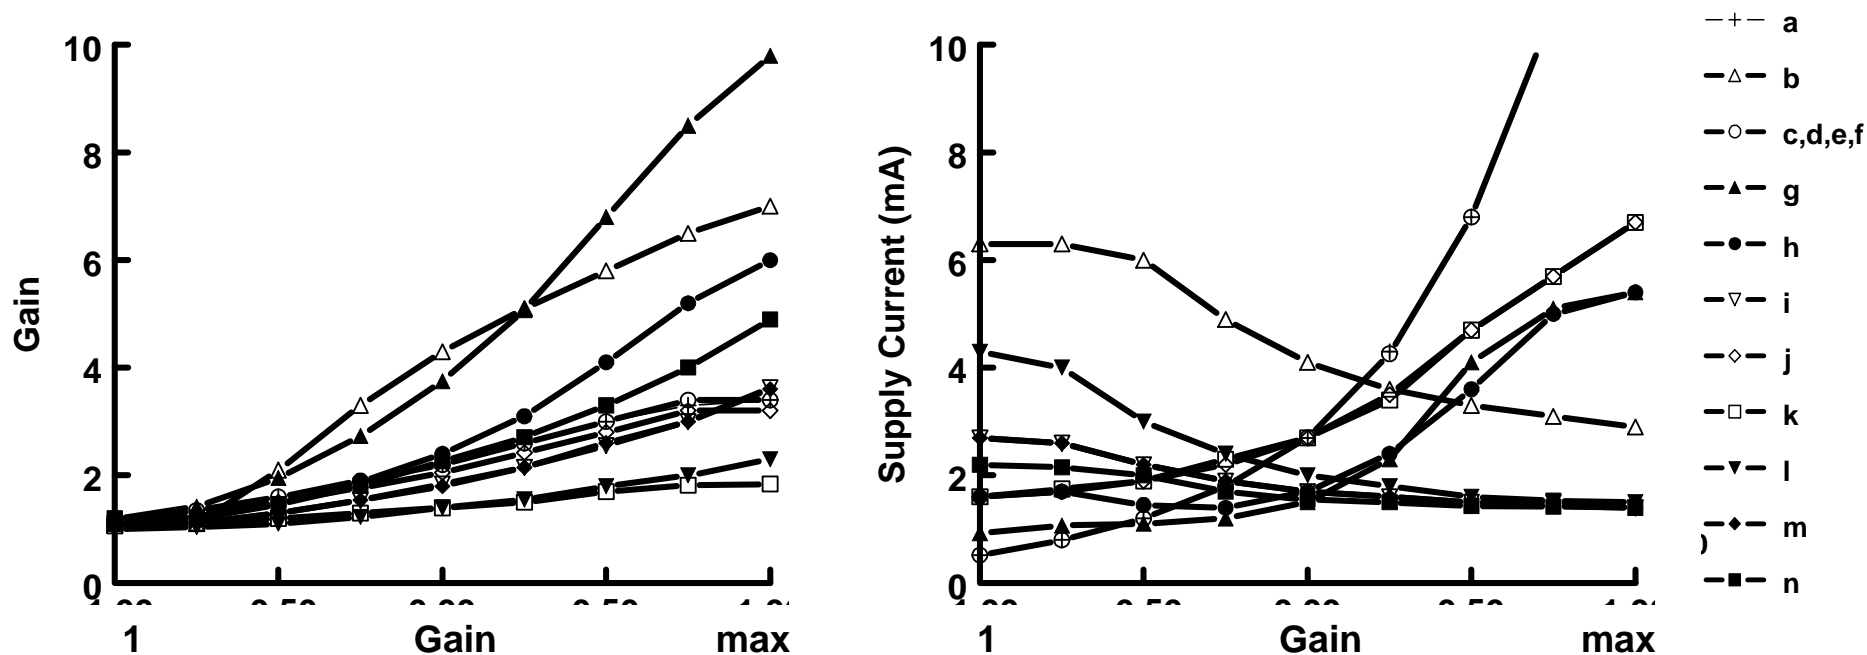 10
8
6
4
2
0
Gain
1 Gain max
10
8
6
4
2
0
Supply Current (mA)
1 Gain max
a
b
c,d,e,f
g
h
i
j
k
l
m
n